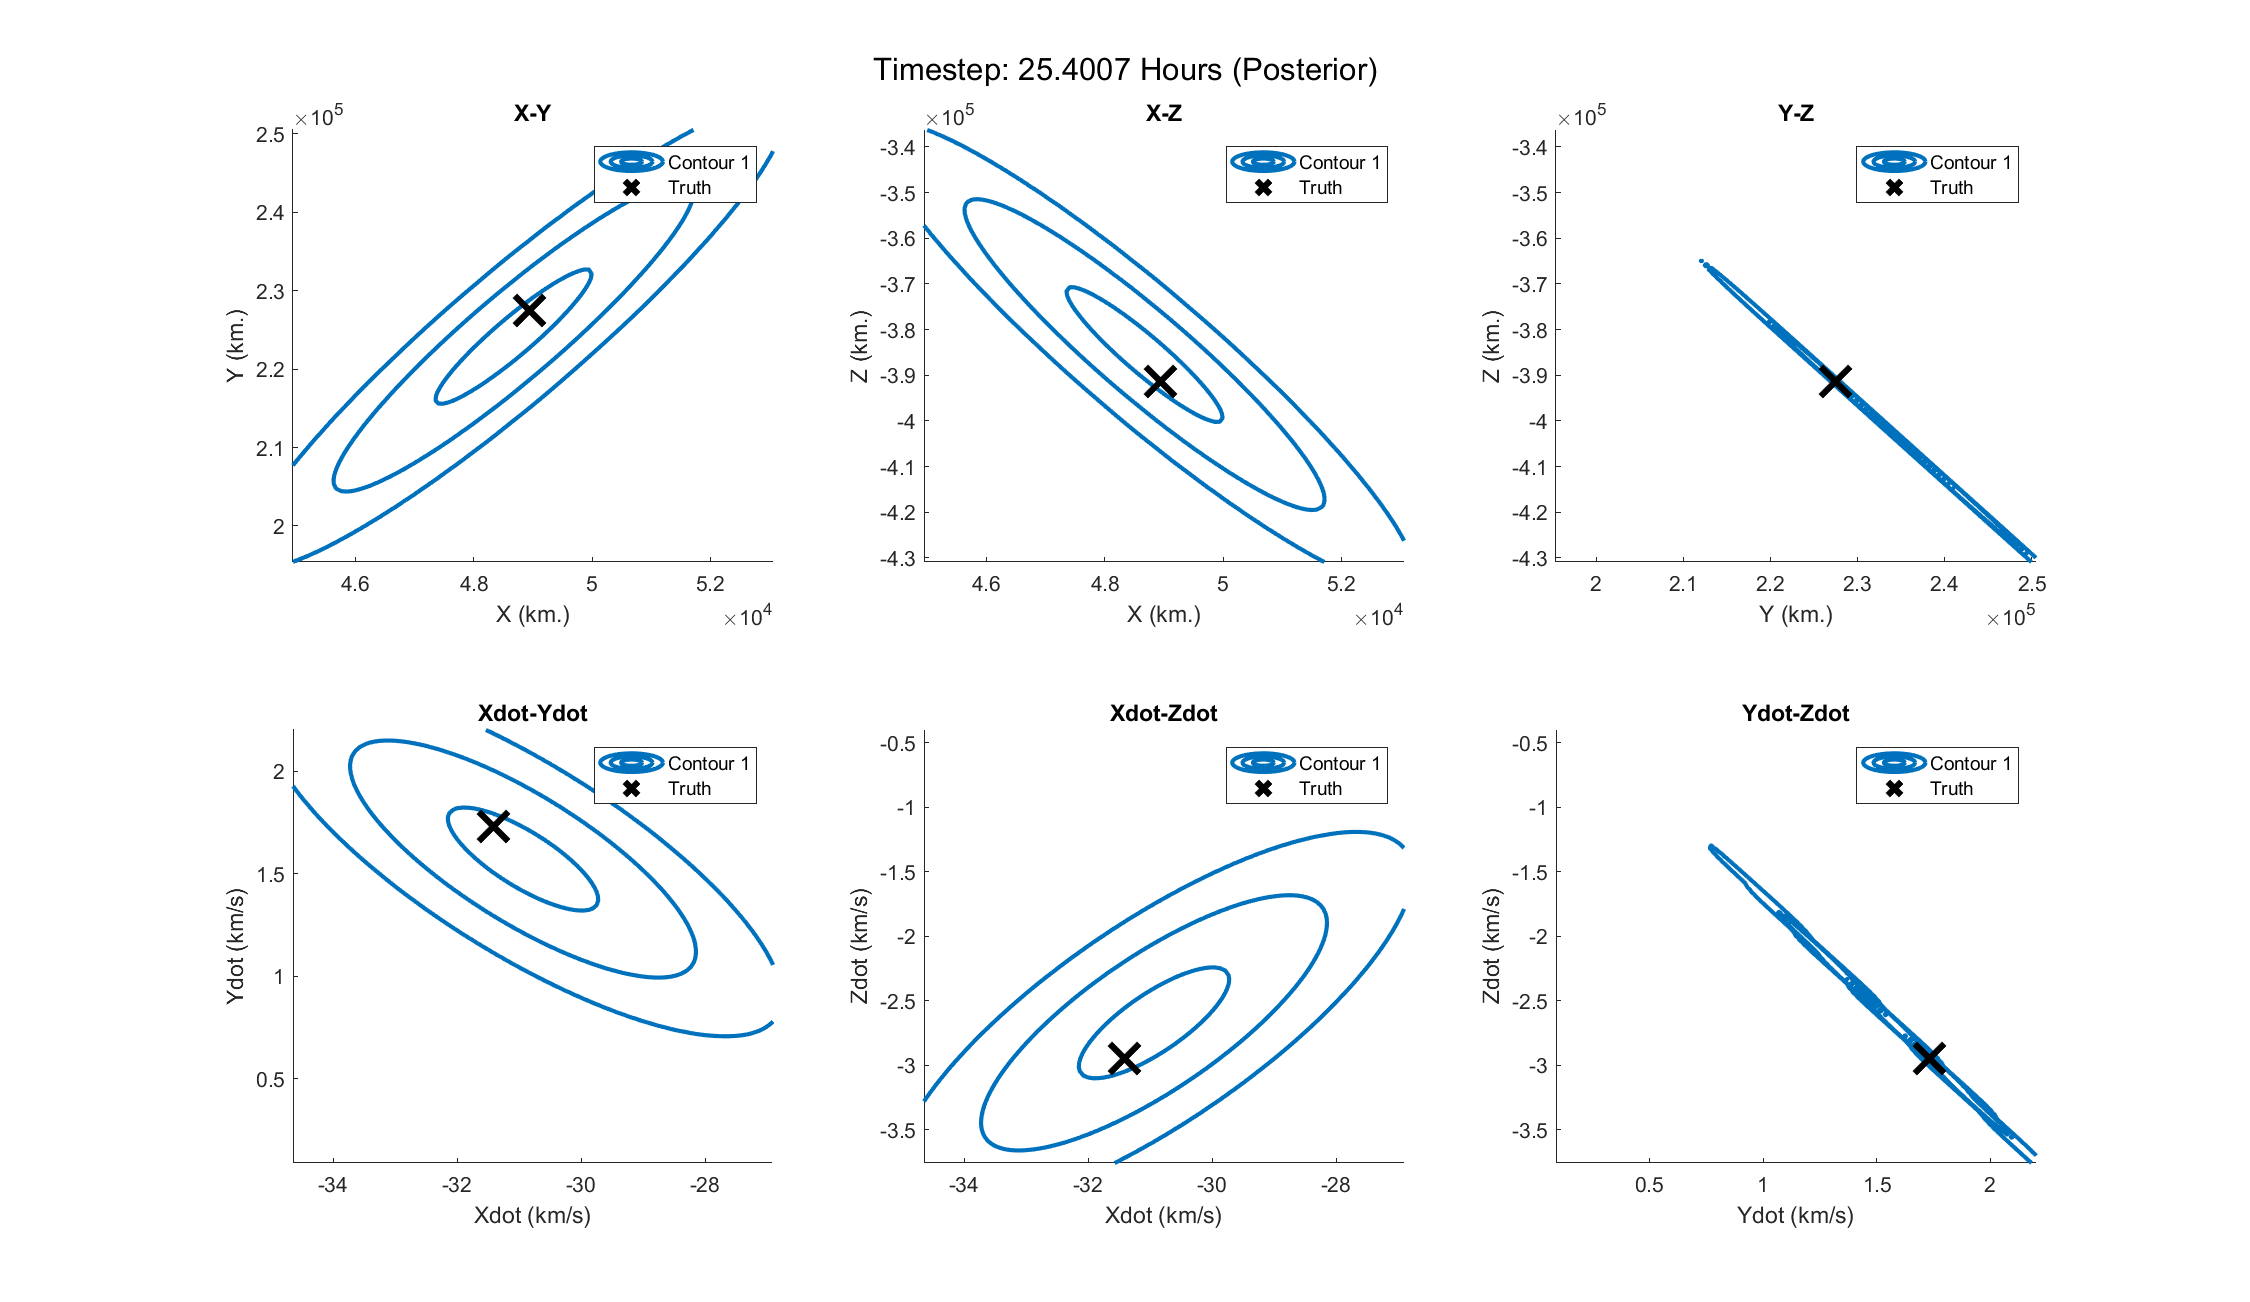 Timestep: 25.4007 Hours (Posterior)
X-Y
×10^5
2.5
2.4
2.3
2.2
2.1
2
Y (km.)
4.6 4.8 5 5.2
X (km.)
×10^4
Contour 1
Truth
X-Z
×10^5
-3.4
-3.5
-3.6
-3.7
-3.8
-3.9
-4
-4.1
-4.2
-4.3
Z (km.)
4.6 4.8 5 5.2
X (km.)
×10^4
Contour 1
Truth
Y-Z
×10^5
-3.4
-3.5
-3.6
-3.7
-3.8
-3.9
-4
-4.1
-4.2
-4.3
Z (km.)
2 2.1 2.2 2.3 2.4 2.5
Y (km.)
×10^5
Contour 1
Truth
Xdot-Ydot
2
1.5
1
0.5
Ydot (km/s)
-34 -32 -30 -28
Xdot (km/s)
Contour 1
Truth
Xdot-Zdot
-0.5
-1
-1.5
-2
-2.5
-3
-3.5
Zdot (km/s)
-34 -32 -30 -28
Xdot (km/s)
Contour 1
Truth
Ydot-Zdot
-0.5
-1
-1.5
-2
-2.5
-3
-3.5
Zdot (km/s)
0.5 1 1.5 2
Ydot (km/s)
Contour 1
Truth